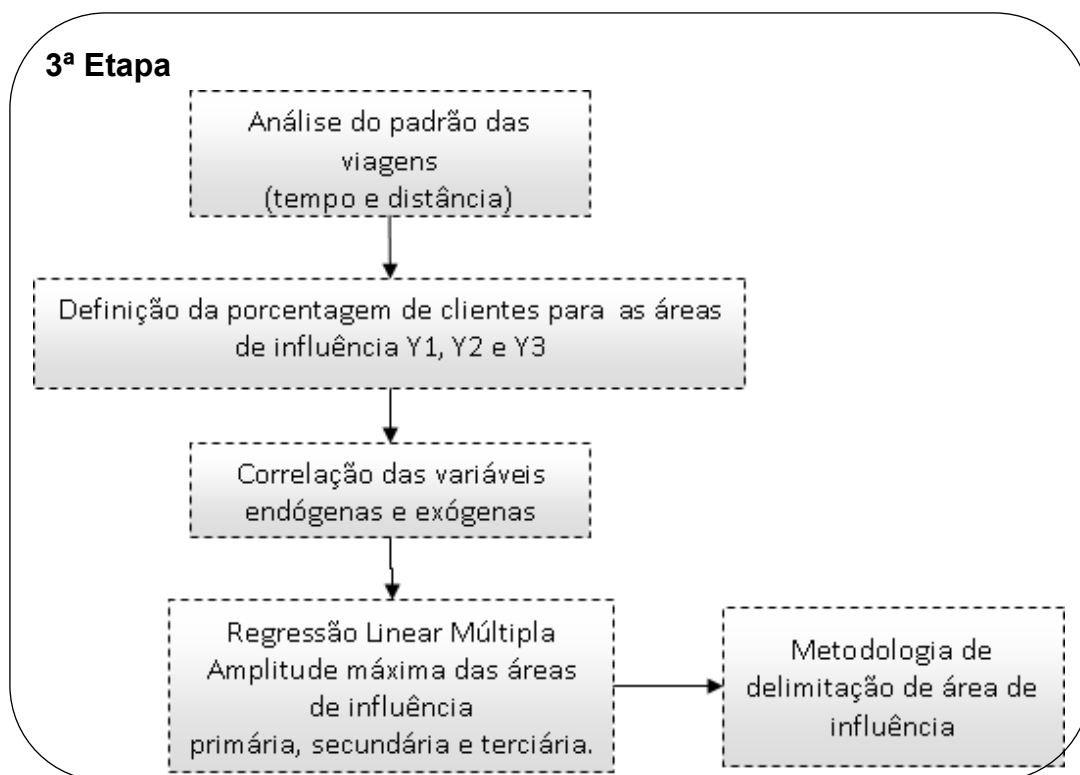 3ª Etapa
Análise do padrão das
viagens
(tempo e distância)
Definição da porcentagem de clientes para as áreas
de influência Y1, Y2 e Y3
Correlação das variáveis
endógenas e exógenas
Regressão Linear Múltipla
Amplitude máxima das áreas
de influência
primária, secundária e terciária.
Metodologia de
delimitação de área de
influência